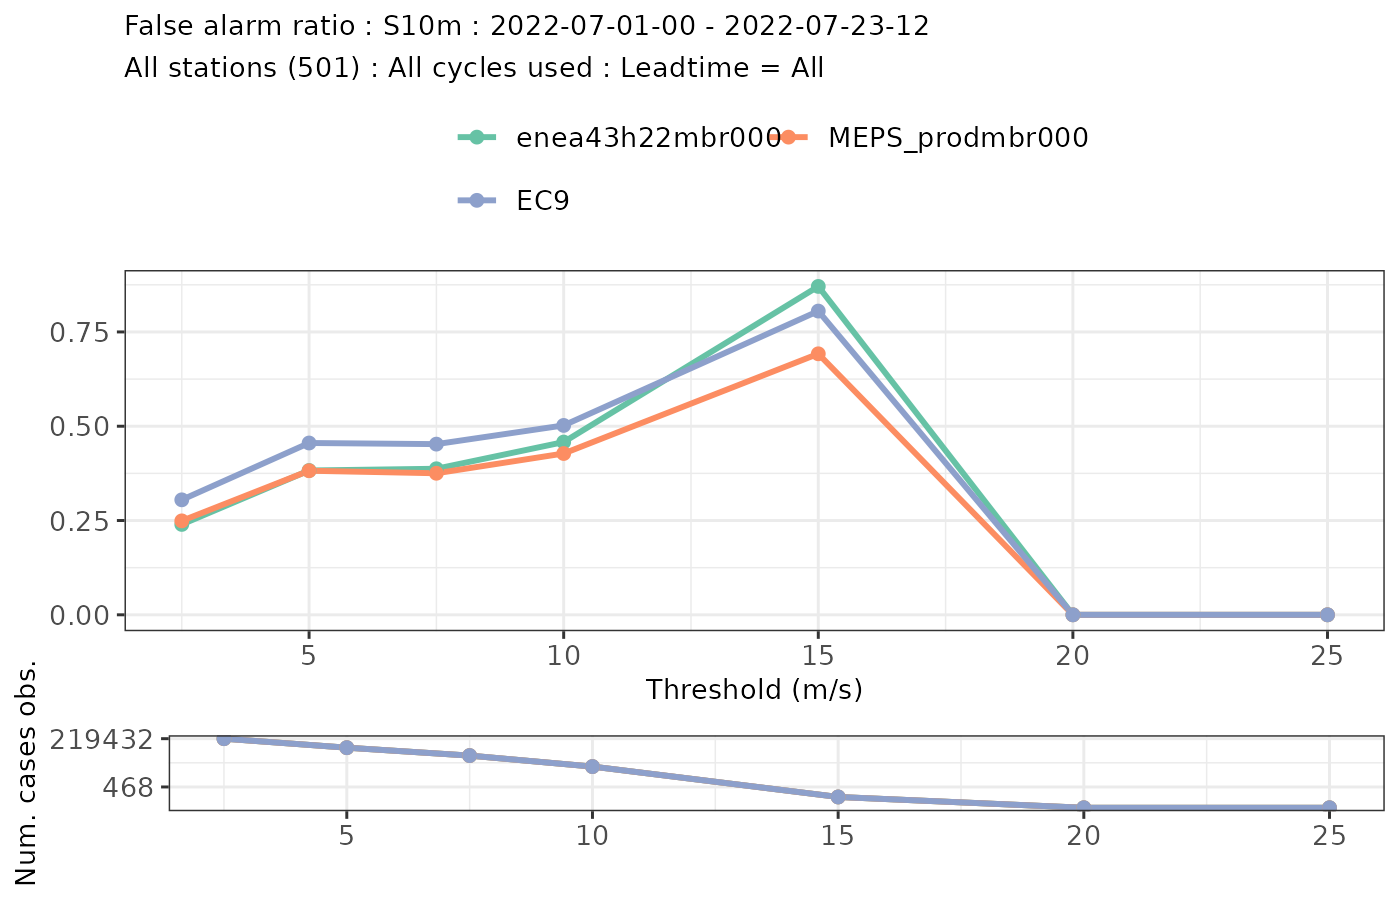 False alarm ratio : S10m : 2022-07-01-00 - 2022-07-23-12
All stations (501) : All cycles used : Leadtime = All
enea43h22mbr000 MEPS_prodmbr000
EC9
0.75
0.50
0.25
0.00
5 10 15 20 25
Threshold (m/s)
Num. cases obs.
219432
468
5 10 15 20 25